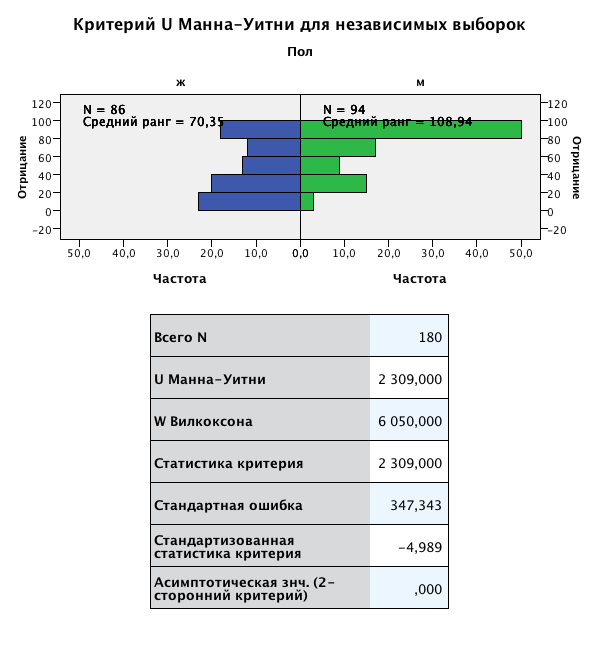 Критерий U Манна-Уитни для независимых выборок
Пол
ж м
N = 86 N = 94
Средний ранг = 70,35 Средний ранг = 108,94
Отрицание
120 120
100 100
80 80
60 60
40 40
20 20
0 0
-20 -20
Отрицание
50,0 40,0 30,0 20,0 10,0 0,0 10,0 20,0 30,0 40,0 50,0
Частота Частота
Всего N 180
U Манна-Уитни 2 309,000
W Вилкоксона 6 050,000
Статистика критерия 2 309,000
Стандартная ошибка 347,343
Стандартизованная
статистика критерия -4,989
Асимптотическая знч. (2-
сторонний критерий) ,000